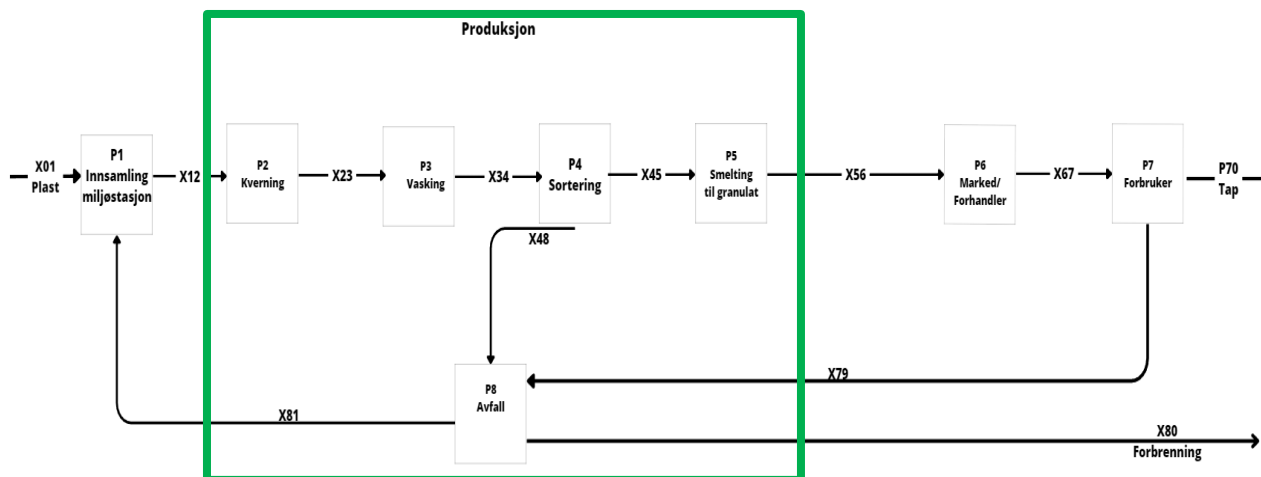 Produksjon
X01
Plast
P1
Innsamling
miljøstasjon
X12
P2
Kverning
X23
P3
Vasking
X34
P4
Sortering
X45
P5
Smelting
til granulat
X56
P6
Marked/
Forhandler
X67
P7
Forbruker
P70
Tap
X48
X79
P8
Avfall
X81
X80
Forbrenning